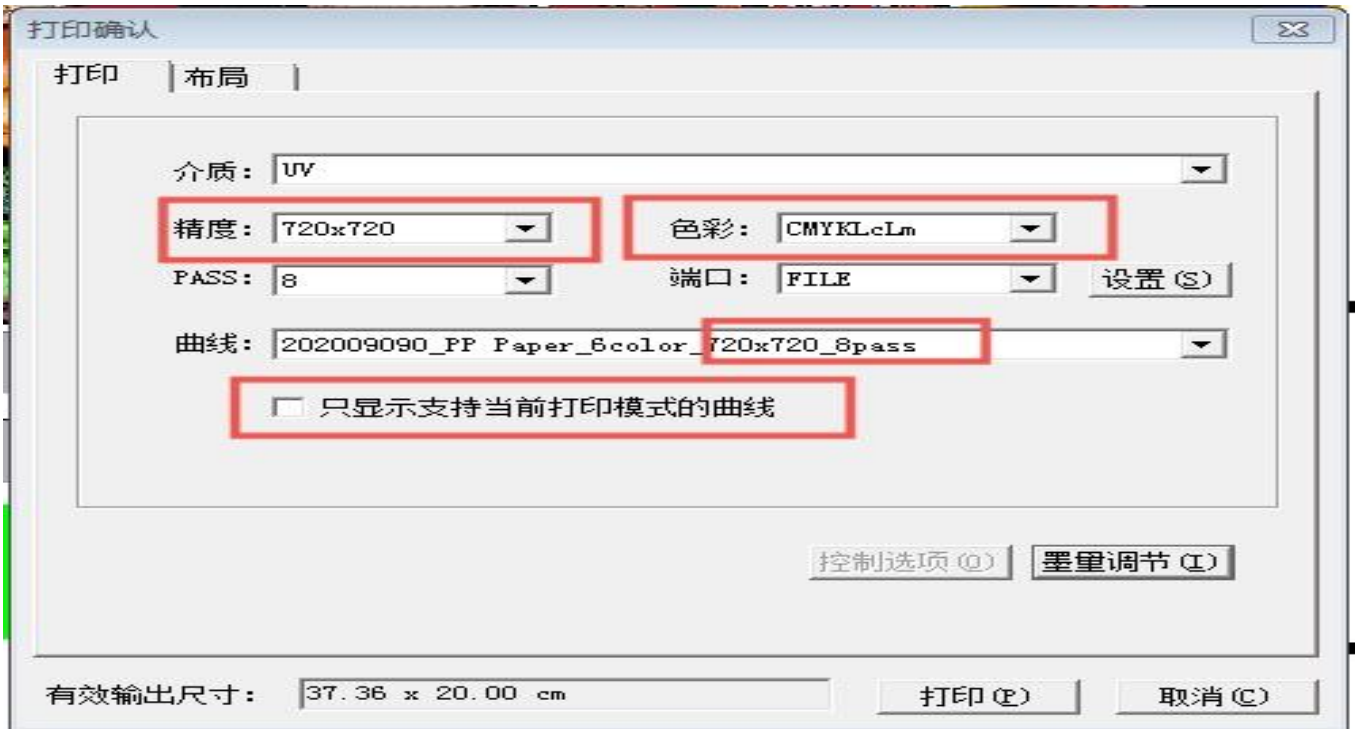 打印确认
打印 布局
介质: UV
精度: 720x720 色彩: CMYKLcLm
PASS: 8 端口: FILE 设置(S)
曲线: 202009090_PP Paper_6color_720x720_8pass
只显示支持当前打印模式的曲线
控制选项(O) 墨量调节(I)
有效输出尺寸: 37.36 x 20.00 cm 打印(P) 取消(C)